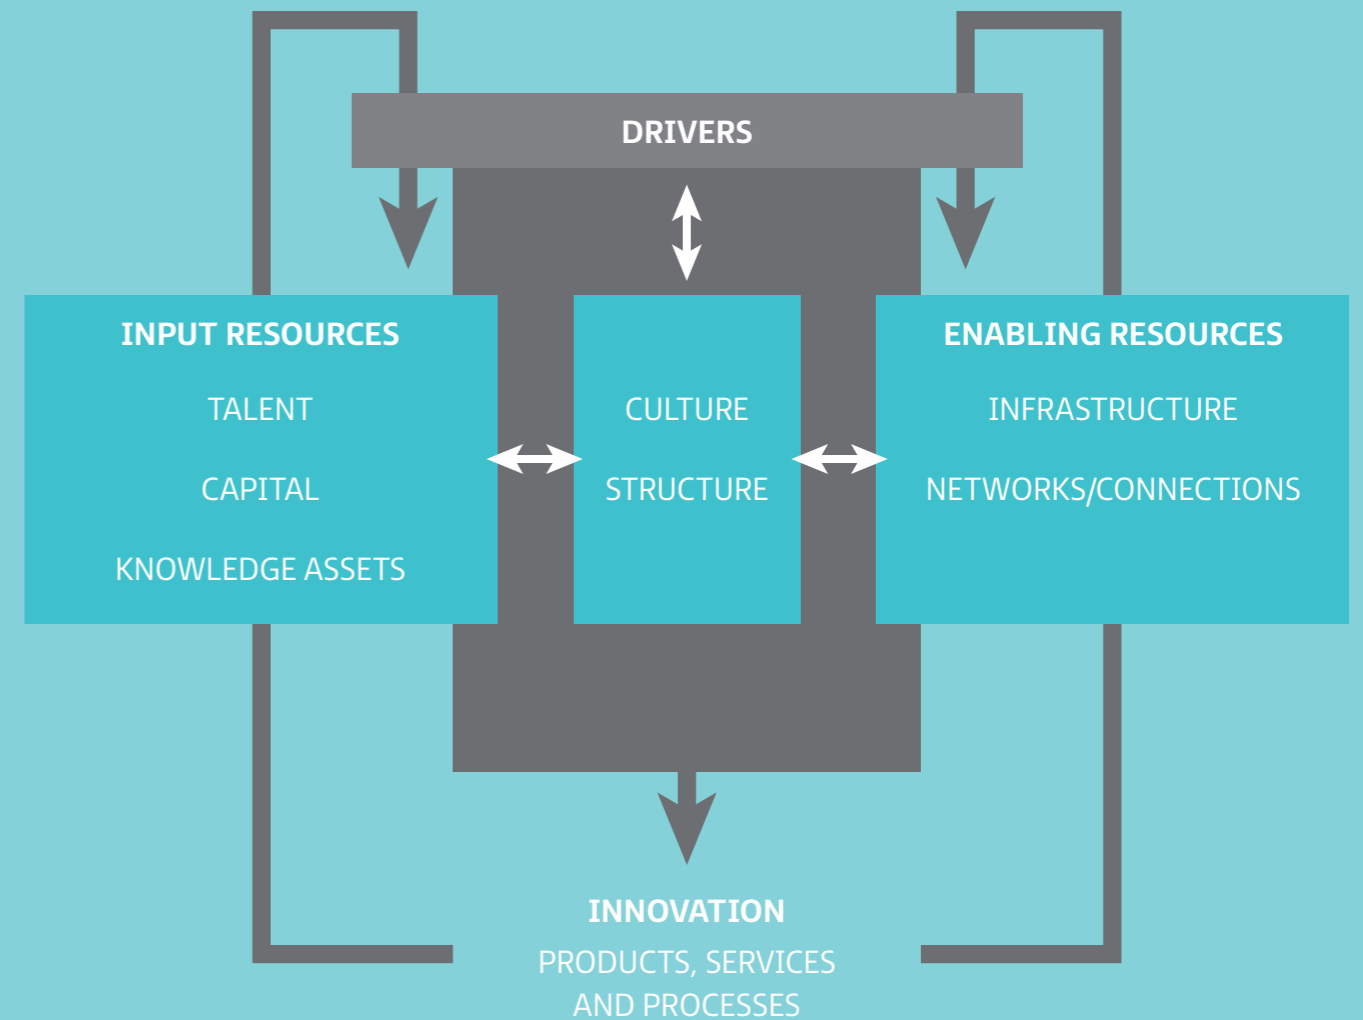 DRIVERS
INPUT RESOURCES
TALENT
CAPITAL
KNOWLEDGE ASSETS
CULTURE
STRUCTURE
ENABLING RESOURCES
INFRASTRUCTURE
NETWORKS/CONNECTIONS
INNOVATION
PRODUCTS, SERVICES
AND PROCESSES